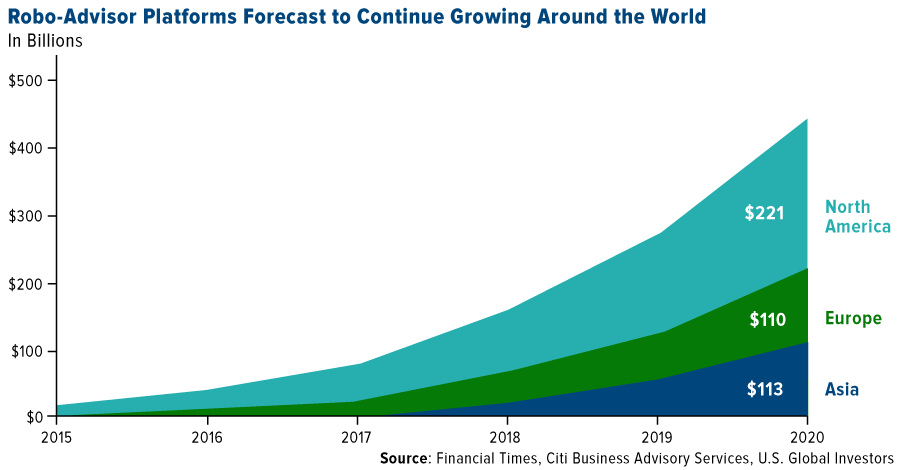 Robo-Advisor Platforms Forecast to Continue Growing Around the World
In Billions
$500
$400
$300
$200
$100
$0
$221
$110
$113
North
America
Europe
Asia
2015 2016 2017 2018 2019 2020
Source: Financial Times, Citi Business Advisory Services, U.S. Global Investors